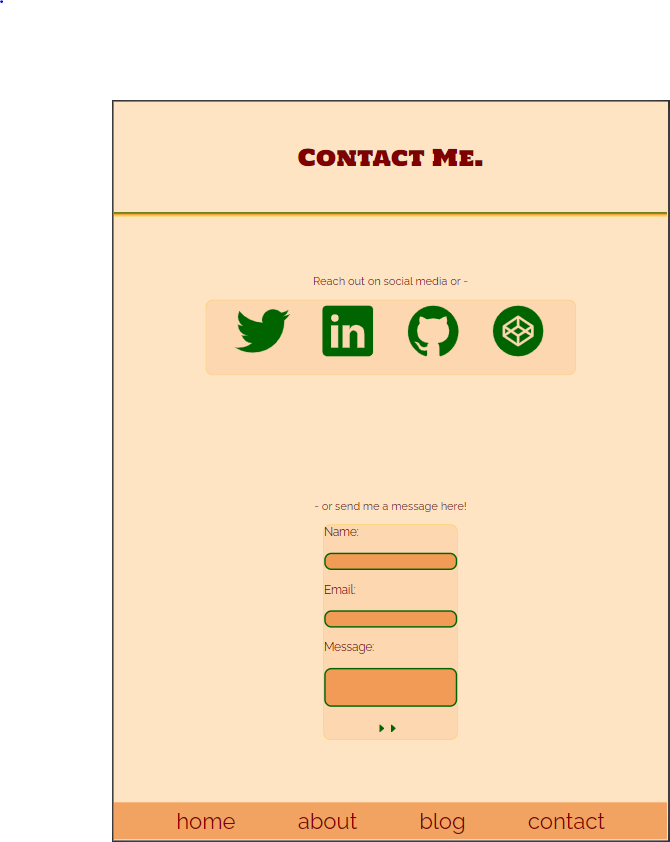 Contact Me.
Reach out on social media or -
in
- or send me a message here!
Name:
Email:
Message:
home about blog contact